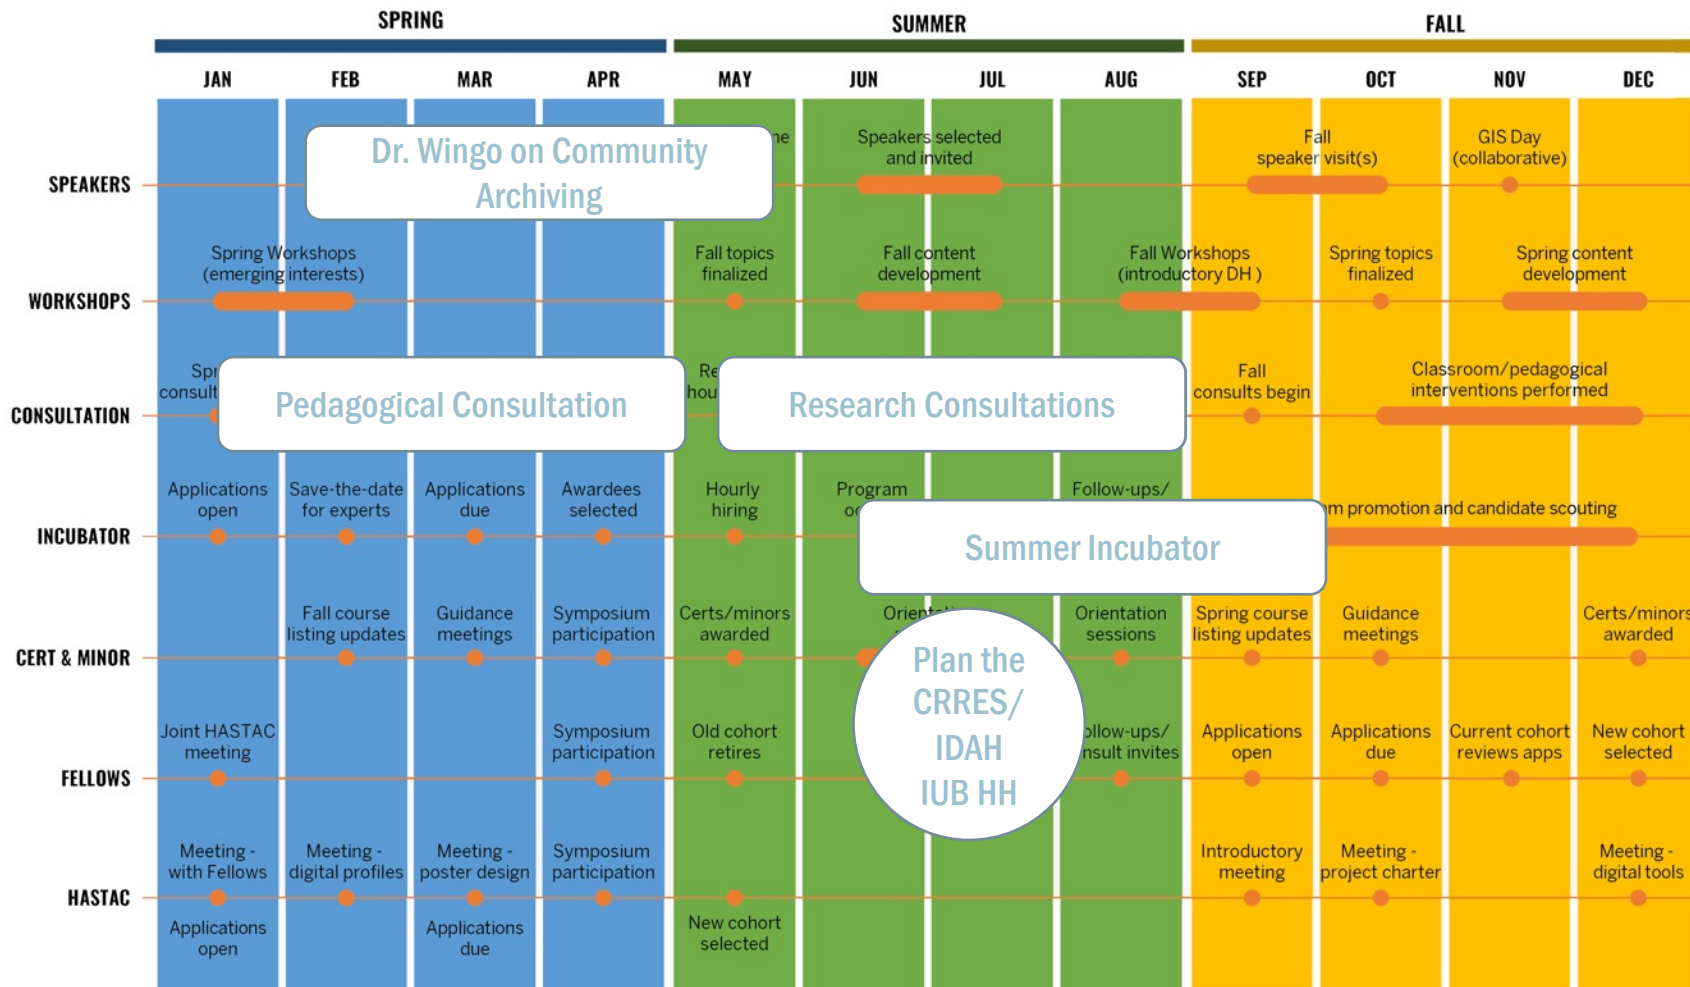 SPRING
SUMMER
FALL
JAN
FEB
MAR
APR
MAY
JUN
JUL
AUG
SEP
OCT
NOV
DEC
SPEAKERS
Dr. Wingo on Community
Archiving
Speakers selected
and invited
Fall
speaker visit(s)
GIS Day
(collaborative)
WORKSHOPS
Spring Workshops
(emerging interests)
Fall topics
finalized
Fall content
development
Fall Workshops
(introductory DH )
Spring topics
finalized
Spring content
development
CONSULTATION
Pedagogical Consultation
Research Consultations
Fall
consults begin
Classroom/pedagogical
interventions performed
INCUBATOR
Applications
open
Save-the-date
for experts
Applications
due
Awardees
selected
Hourly
hiring
Program
Follow-ups/
Summer Incubator
promotion and candidate scouting
CERT & MINOR
Fall course
listing updates
Guidance
meetings
Symposium
participation
Certs/minors
awarded
Orientation
sessions
Spring course
listing updates
Guidance
meetings
Certs/minors
awarded
Plan the
CRRES/
IDAH
IUB HH
FELLOWS
Joint HASTAC
meeting
Symposium
participation
Old cohort
retires
invites
Applications
open
Applications
due
Current cohort
reviews apps
New cohort
selected
HASTAC
Meeting -
with Fellows
Applications
open
Meeting -
digital profiles
Meeting -
poster design
Applications
due
Symposium
participation
New cohort
selected
Introductory
meeting
Meeting -
project charter
Meeting -
digital tools